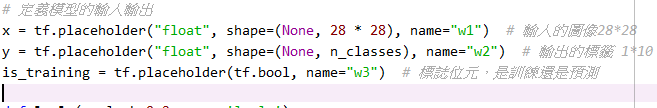 # 定義模型的輸入輸出
x = tf.placeholder("float", shape=(None, 28 * 28), name="w1")  # 輸入的圖像28*28
y = tf.placeholder("float", shape=(None, n_classes), name="w2")  # 輸出的標籤 1*10
is_training = tf.placeholder(tf.bool, name="w3")  # 標誌位元，是訓練還是預測